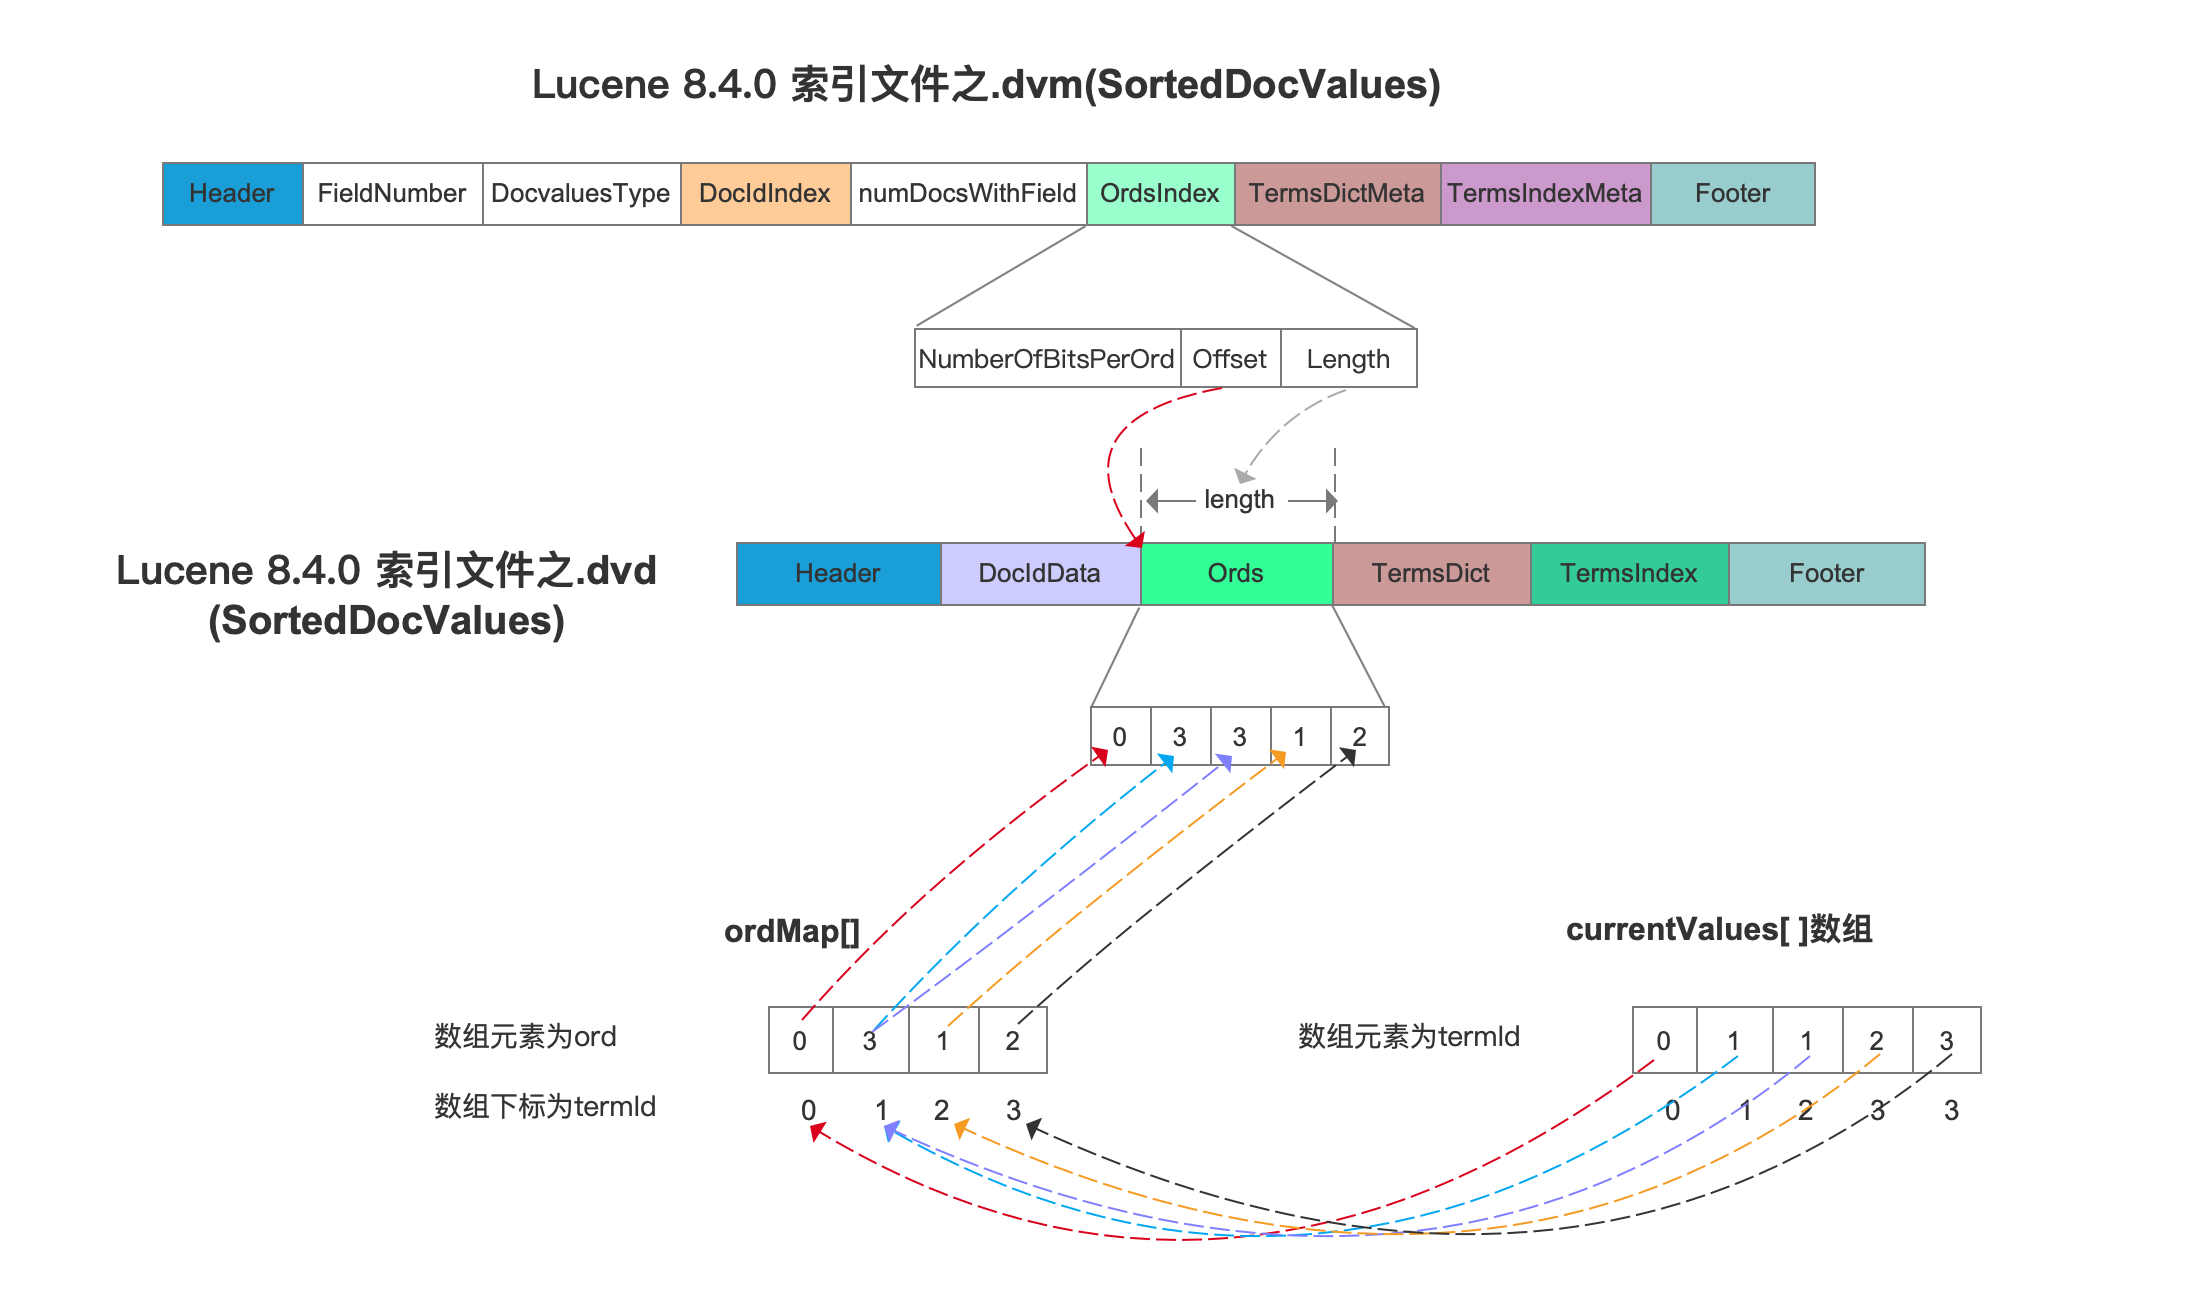 Lucene 8.4.0 索引文件之.dvm(SortedDocValues)
Header FieldNumber DocvaluesType DocIdIndex numDocsWithField OrdsIndex TermsDictMeta TermsIndexMeta Footer
NumberOfBitsPerOrd Offset Length
length
Lucene 8.4.0 索引文件之.dvd
(SortedDocValues)
Header DocIdData Ords TermsDict TermsIndex Footer
0 3 3 1 2
ordMap[]
currentValues[ ]数组
数组元素为ord
0 3 1 2
数组元素为termId
0 1 1 2 3
数组下标为termId
0 1 2 3
0 1 2 3 3